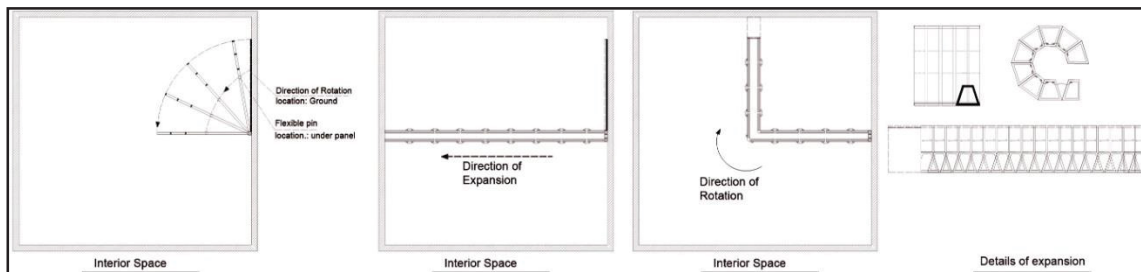 Direction of Rotation
location: Ground
Flexible pin
location.: under panel
Interior Space
Direction of
Expansion
Interior Space
Direction of
Rotation
Interior Space
Details of expansion